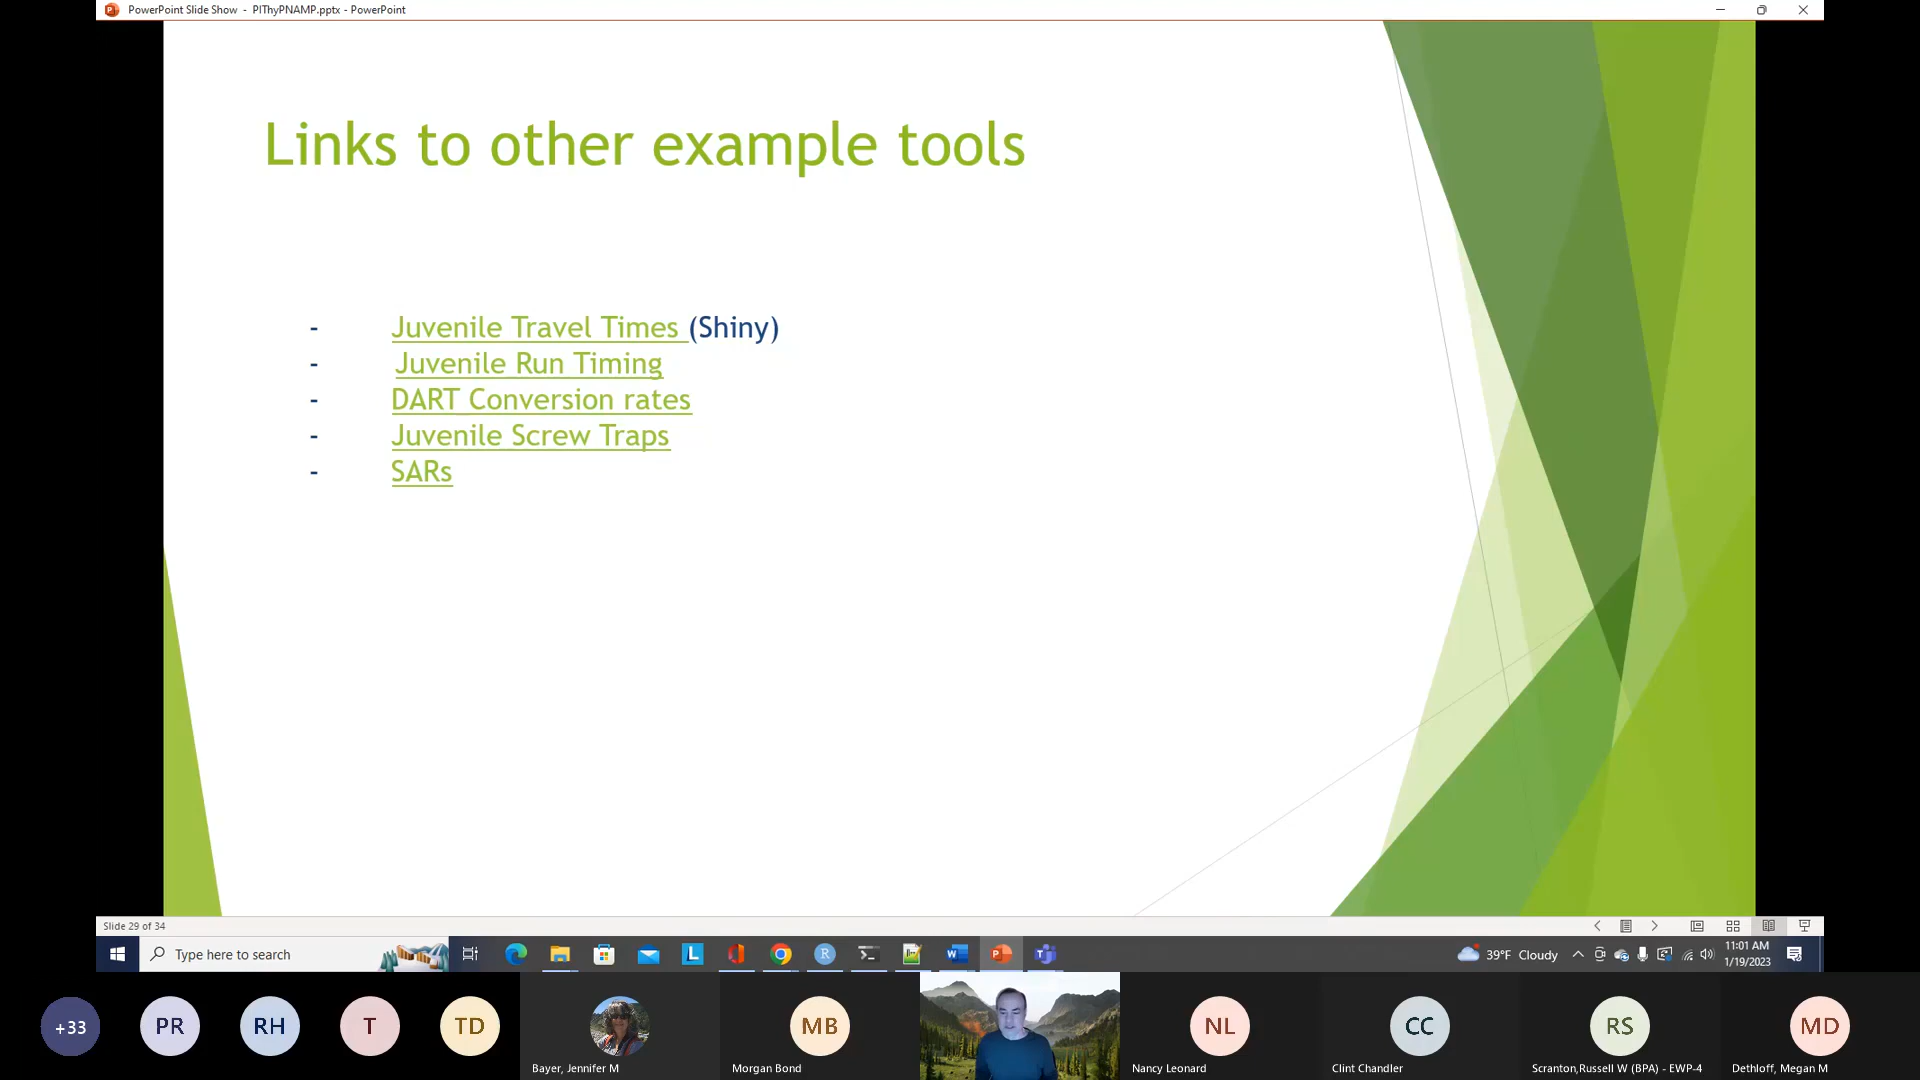 PowerPoint Slide Show - PIThyPNAMP.pptx - PowerPoint
Links to other example tools
- Juvenile Travel Times (Shiny)
- Juvenile Run Timing
- DART Conversion rates
- Juvenile Screw Traps
- SARs
Slide 29 of 34
Type here to search
39°F Cloudy
11:01 AM
1/19/2023
+33
PR
RH
T
TD
MB
NL
CC
RS
MD
Bayer, Jennifer M
Morgan Bond
Nancy Leonard
Clint Chandler
Scranton,Russell W (BPA) - EWP-4
Dethloff, Megan M